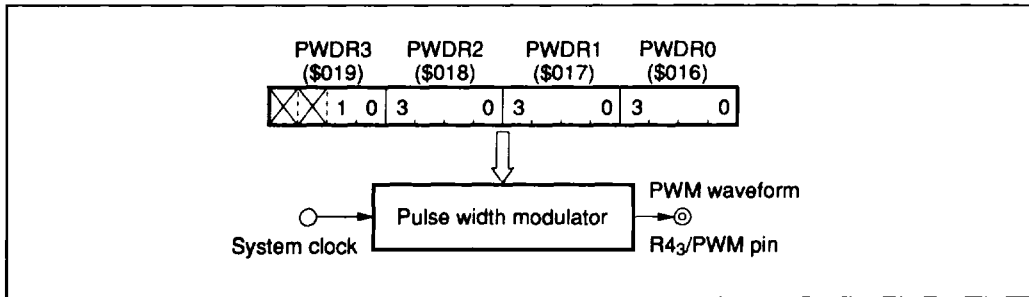 PWDR3 PWDR2 PWDR1 PWDR0
($019) ($018) ($017) ($016)
1 0 3 0 3 0 3 0
Pulse width modulator
System clock
PWM waveform
R4₃/PWM pin